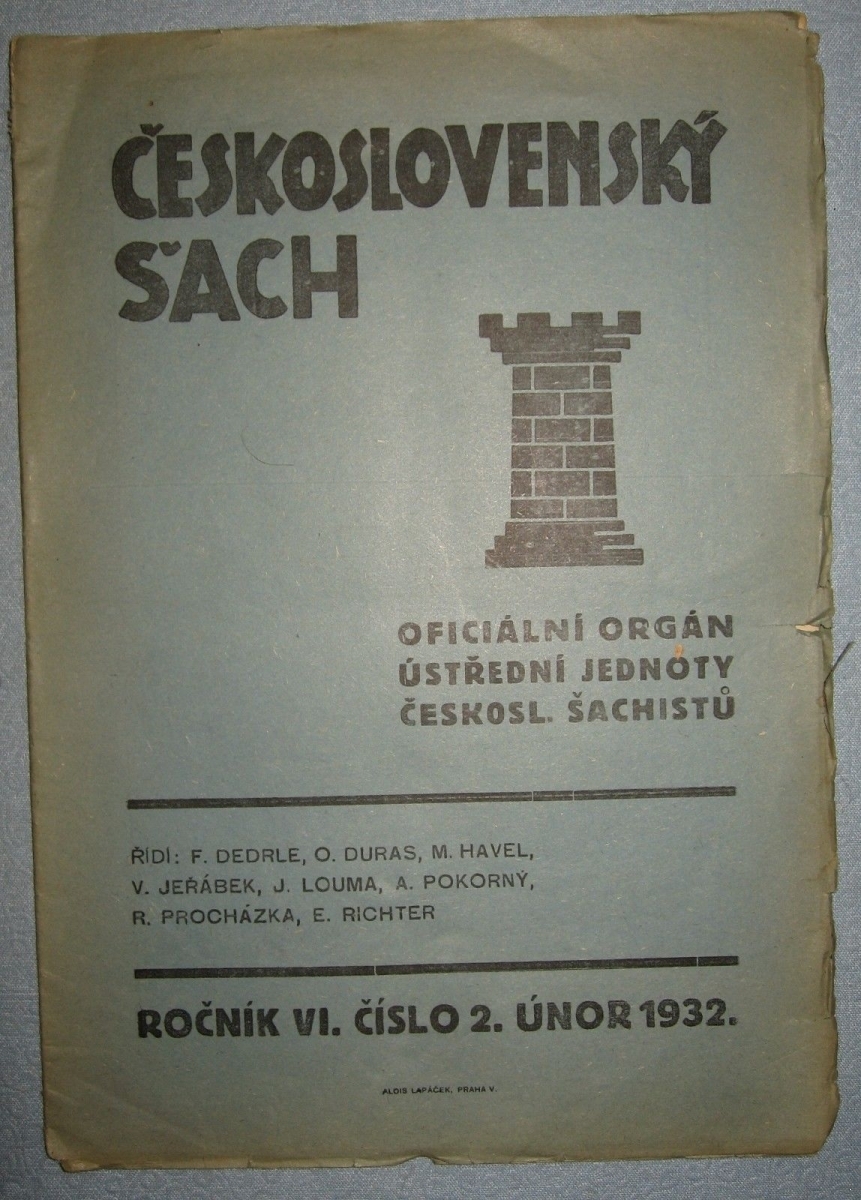 ČESKOSLOVENSKÝ
ŠACH
OFICIÁLNÍ ORGÁN
ÚSTŘEDNÍ JEDNOTY
ČESKOSL. ŠACHISTŮ
ŘÍDÍ: F. DEDRLE, O. DURAS, M. HAVEL,
V. JEŘÁBEK, J. LOUMA, A. POKORNÝ,
R. PROCHÁZKA, E. RICHTER
ROČNÍK VI. ČÍSLO 2. ÚNOR 1932.
ALOIS LAPÁČEK, PRAHA V.